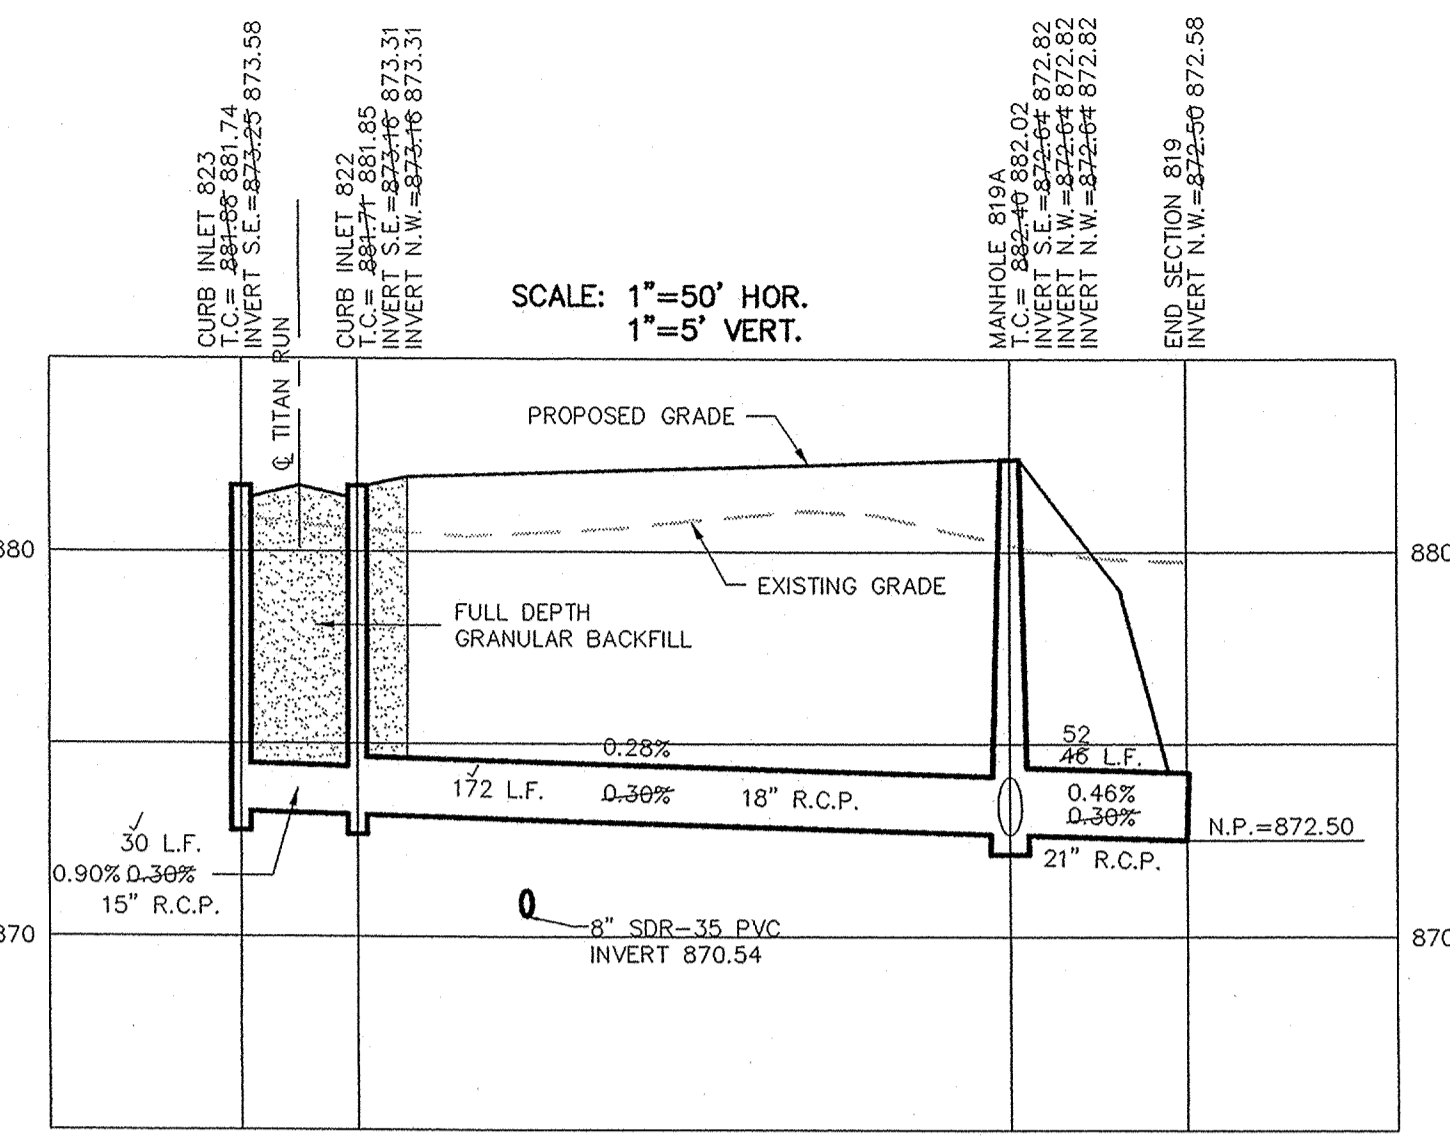 CURB INLET 823
T.C.= 881.88 881.74
INVERT S.E.=873.25 873.58
℄ TITAN RUN
CURB INLET 822
T.C.= 881.71 881.85
INVERT S.E.=873.16 873.31
INVERT N.W.=873.16 873.31
SCALE: 1"=50' HOR.
1"=5' VERT.
MANHOLE 819A
T.C.= 882.40 882.02
INVERT S.E.=872.64 872.82
INVERT N.W.=872.64 872.82
INVERT N.W.=872.64 872.82
END SECTION 819
INVERT N.W.=872.50 872.58
PROPOSED GRADE
880
880
EXISTING GRADE
FULL DEPTH
GRANULAR BACKFILL
0.28%
172 L.F.
0.30%
18" R.C.P.
52
46 L.F.
0.46%
0.30%
21" R.C.P.
N.P.=872.50
30 L.F.
0.90% 0.30%
15" R.C.P.
870
870
8" SDR-35 PVC
INVERT 870.54